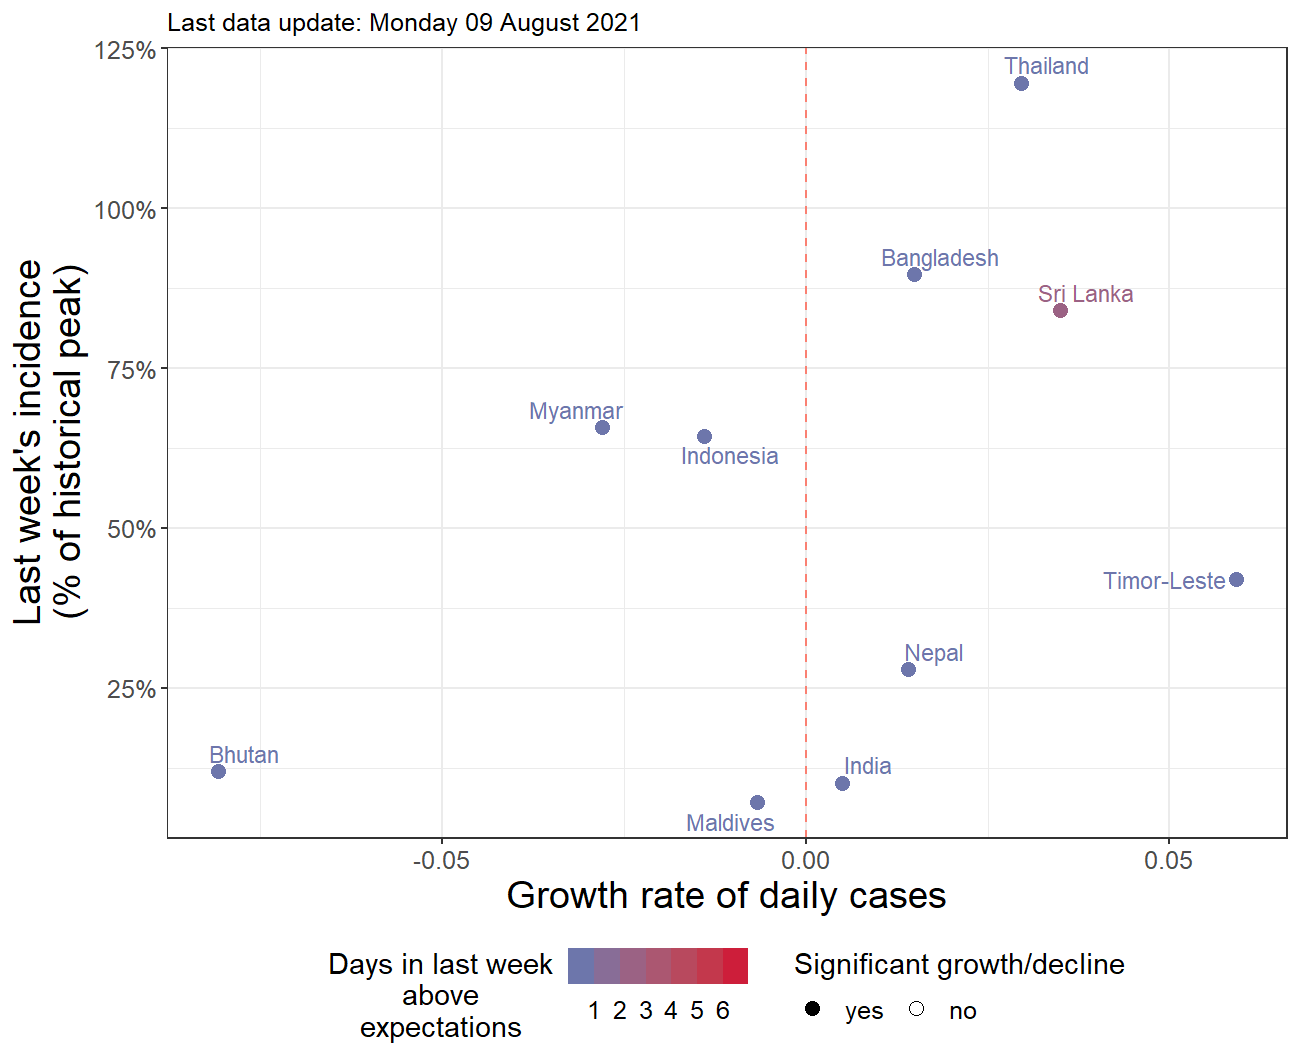 Last data update: Monday 09 August 2021
125%
Thailand
100%
Bangladesh
Sri Lanka
75%
Myanmar
Indonesia
50%
Timor-Leste
Nepal
25%
Bhutan
India
Maldives
Last week's incidence
(% of historical peak)
-0.05 0.00 0.05
Growth rate of daily cases
Days in last week
above
expectations
1 2 3 4 5 6
Significant growth/decline
yes no